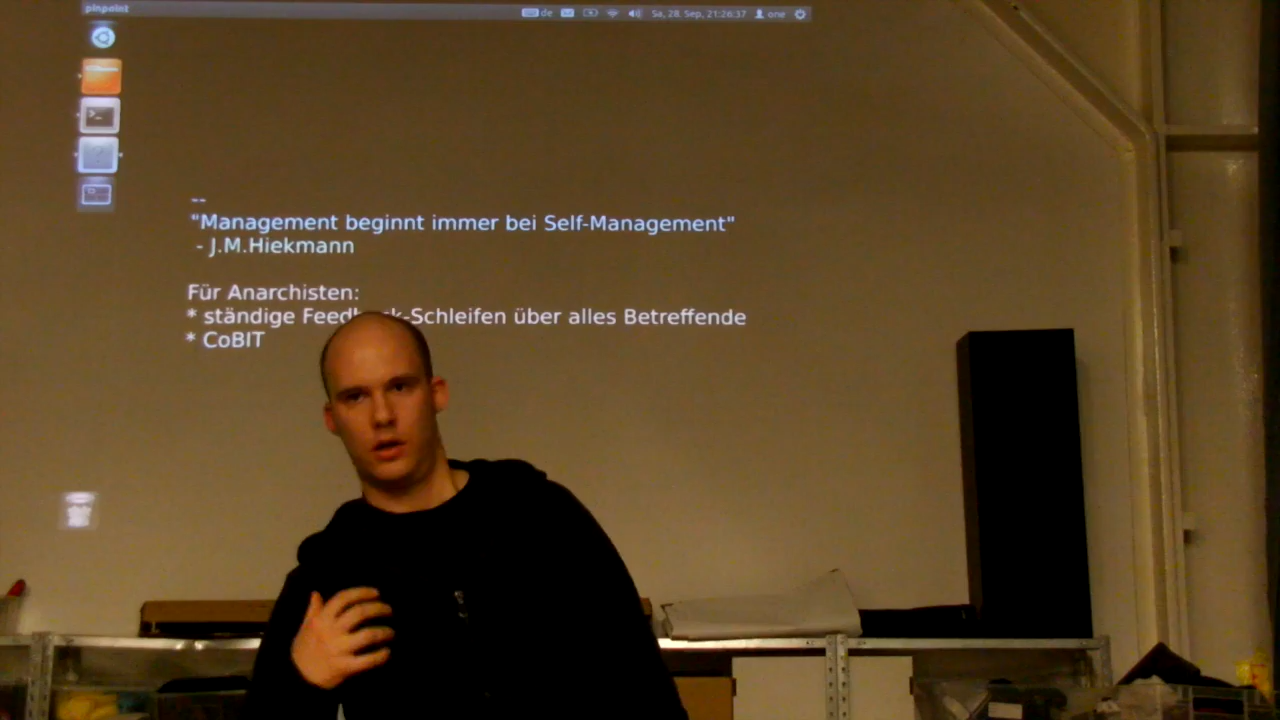 pinpoint
de Sa, 28. Sep, 21:26:37 one
--
"Management beginnt immer bei Self-Management"
- J.M.Hiekmann
Für Anarchisten:
* ständige Feedback-Schleifen über alles Betreffende
* CoBIT